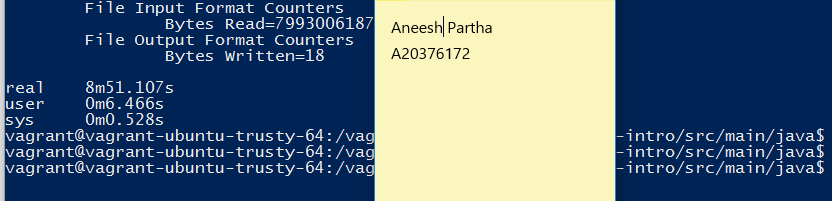 File Input Format Counters
Bytes Read=7993006187
File Output Format Counters
Bytes Written=18
real 8m51.107s
user 0m6.466s
sys 0m0.528s
vagrant@vagrant-ubuntu-trusty-64:/vag -intro/src/main/java$
vagrant@vagrant-ubuntu-trusty-64:/vag -intro/src/main/java$
vagrant@vagrant-ubuntu-trusty-64:/vag -intro/src/main/java$
Aneesh Partha
A20376172